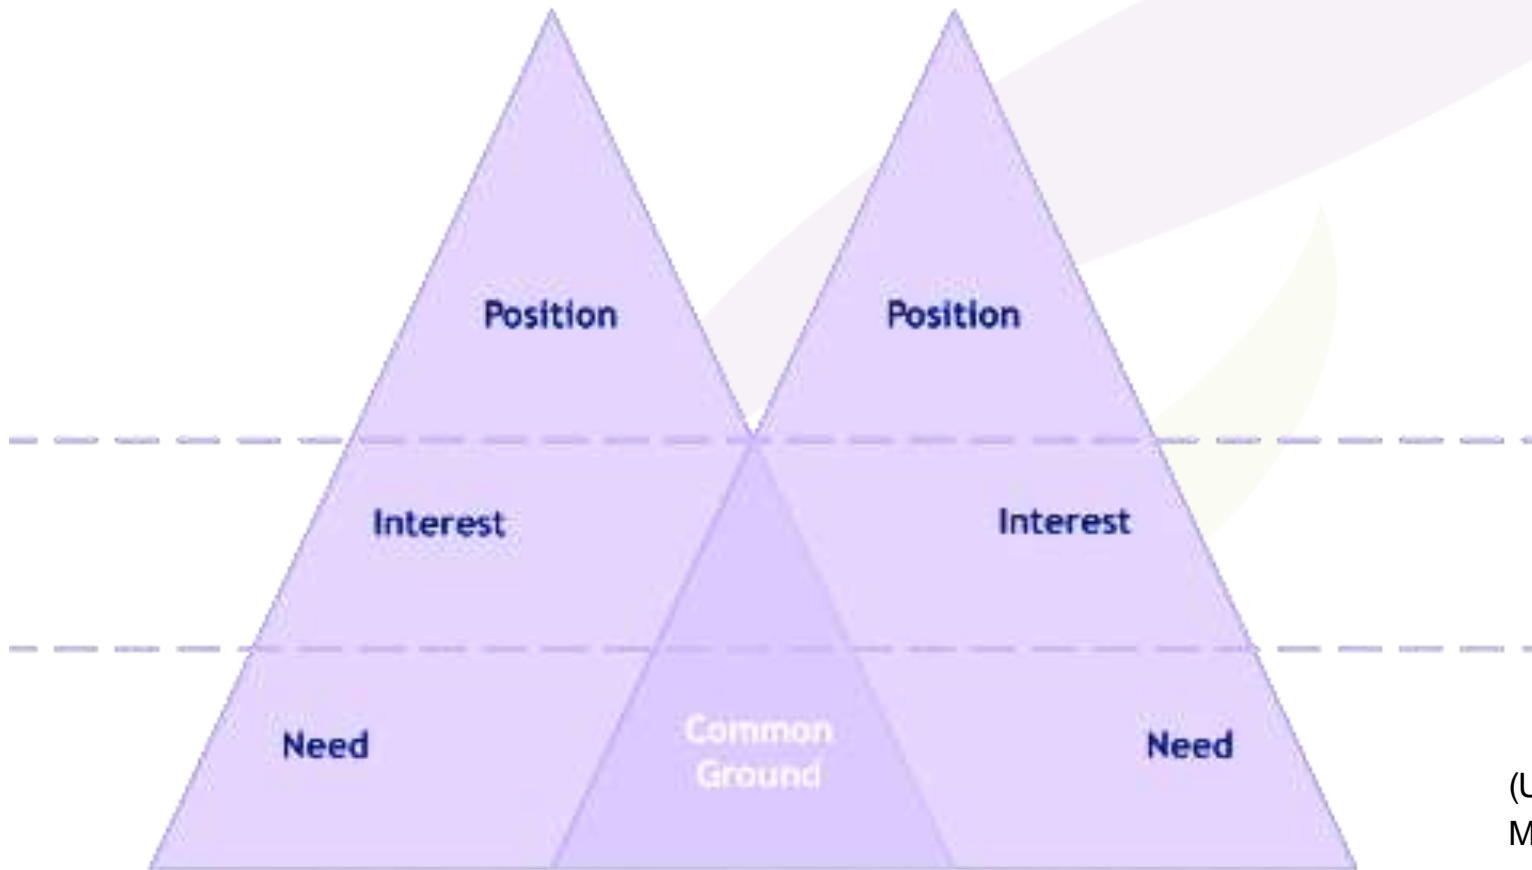 Position Position
Interest Interest
Need Need
Common
Ground
(U
M